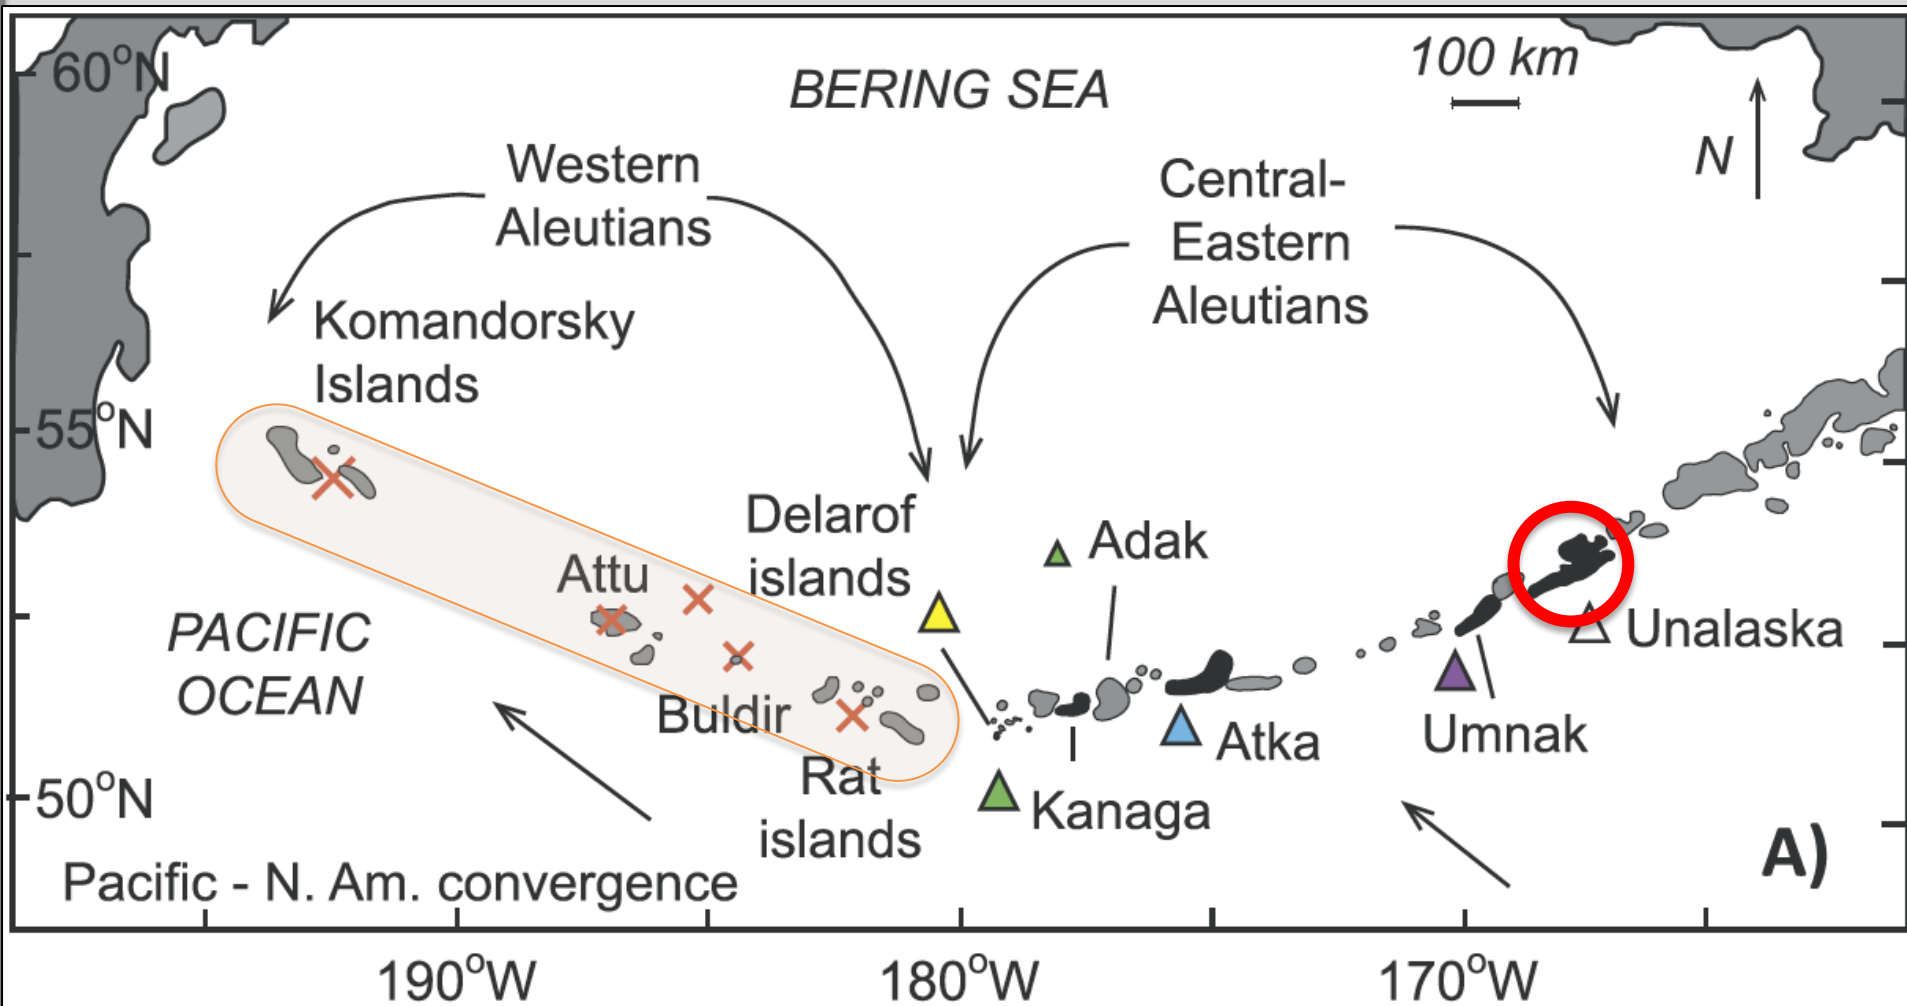 60°N
BERING SEA
100 km
N
Western
Aleutians
Central-
Eastern
Aleutians
Komandorsky
Islands
55°N
Delarof
islands
Adak
Attu
PACIFIC
OCEAN
Unalaska
Buldir
Atka
Umnak
Rat
islands
Kanaga
50°N
A)
Pacific - N. Am. convergence
190°W
180°W
170°W